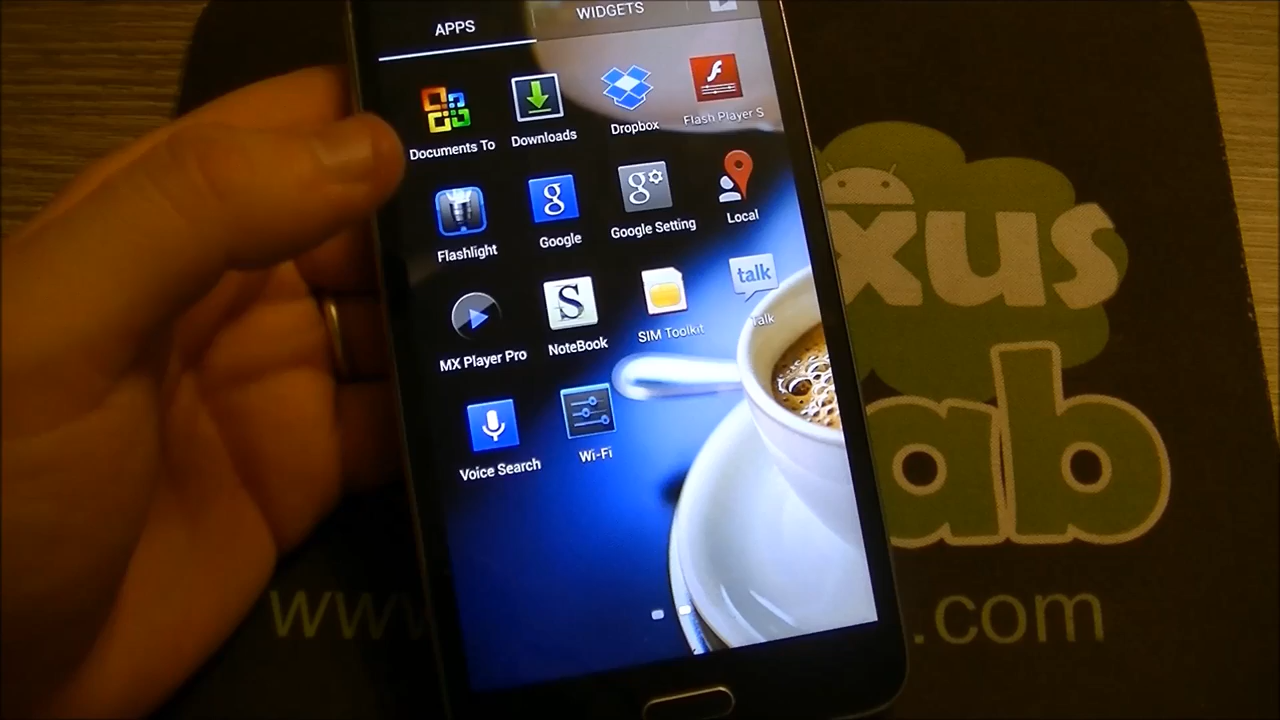 APPS
WIDGETS
Documents To
Downloads
Dropbox
Flash Player S
Flashlight
Google
Google Setting
Local
MX Player Pro
NoteBook
SIM Toolkit
talk
Talk
Voice Search
Wi-Fi
xus
ab
www
.com